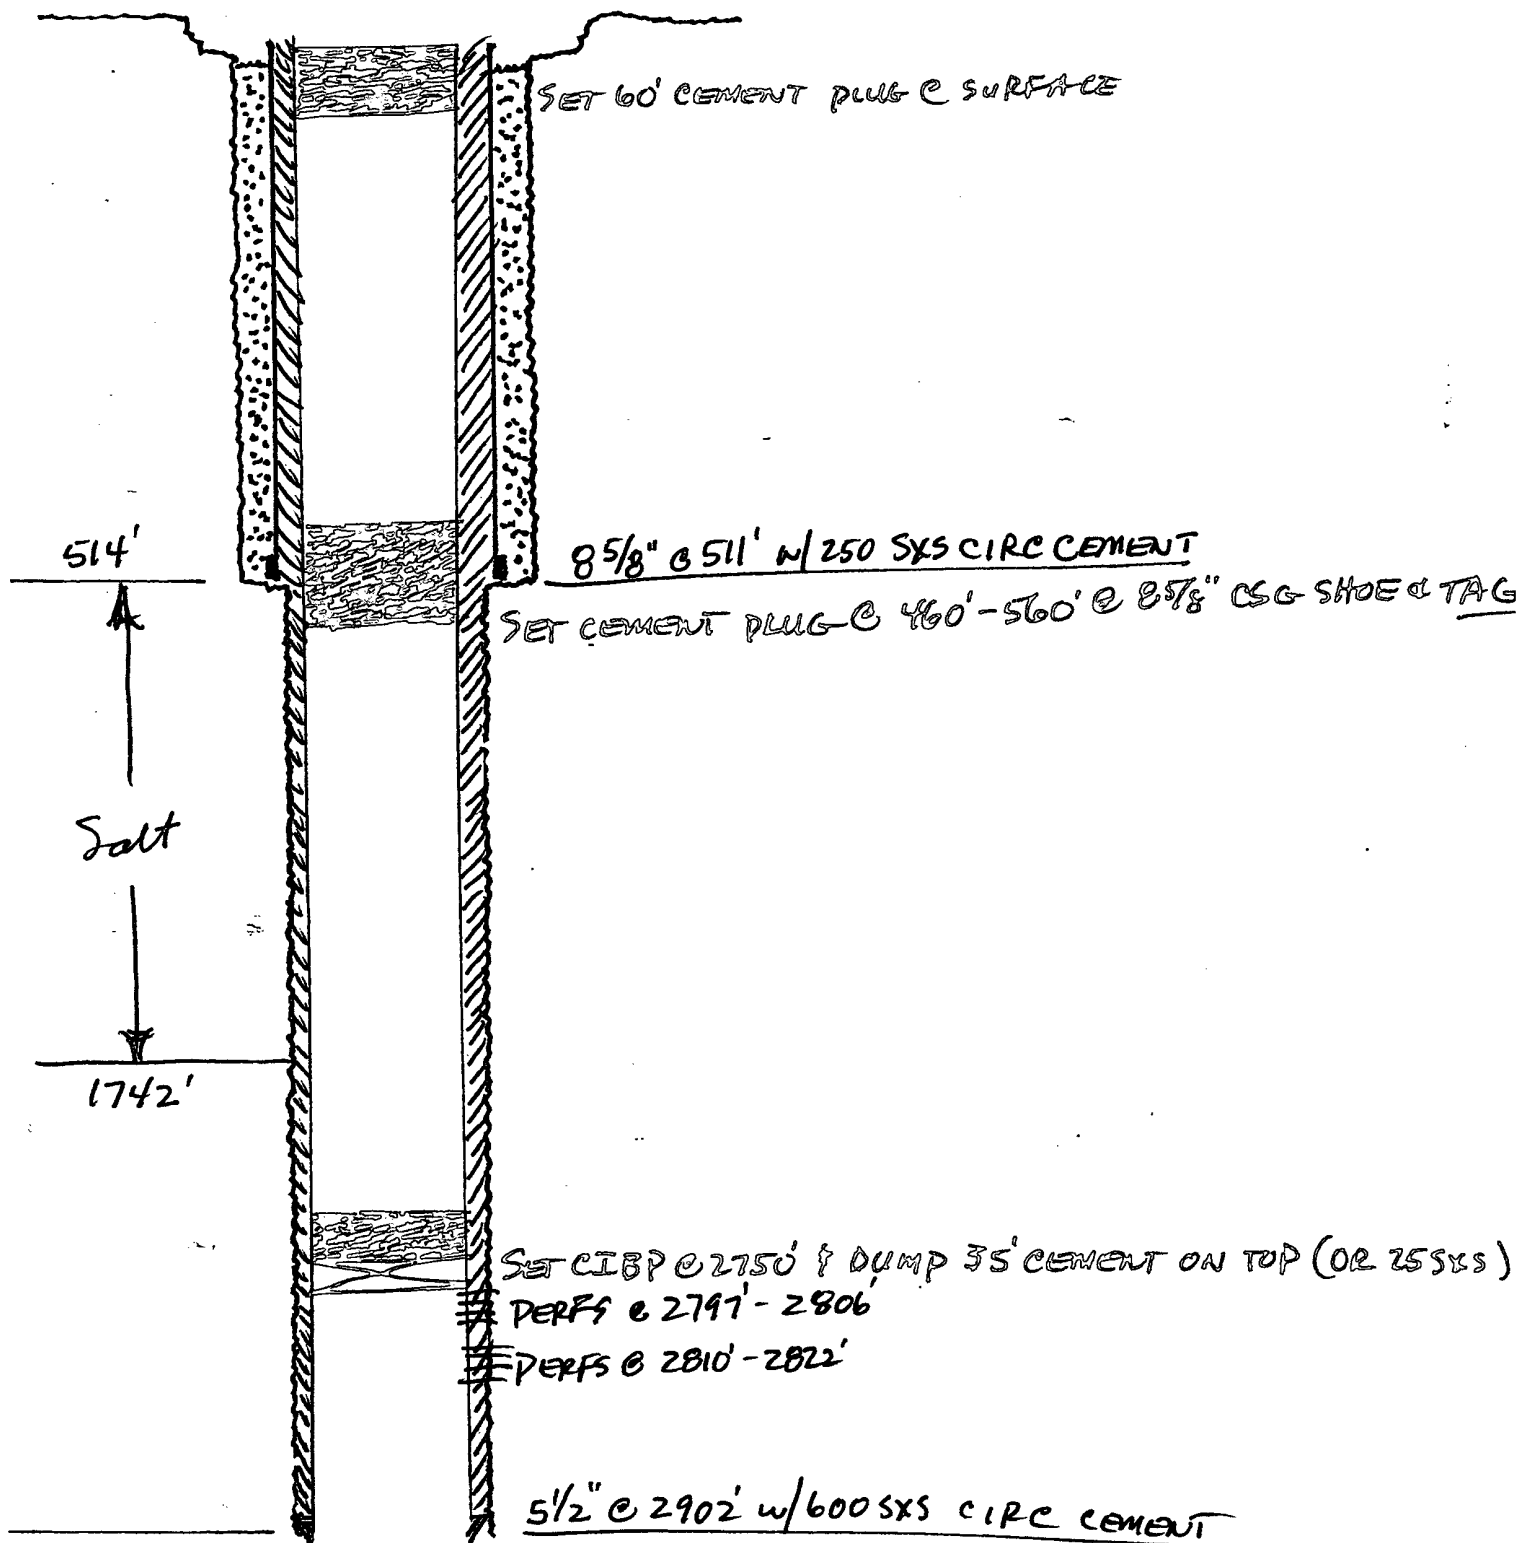 SET 60' CEMENT PLUG @ SURFACE
514'
8 5/8" @ 511' w/ 250 SXS CIRC CEMENT
SET CEMENT PLUG @ 460'-560' @ 8 5/8" CSG SHOE & TAG
Salt
1742'
SET CIBP @ 2750' & DUMP 35' CEMENT ON TOP (OR 25 SXS)
PERFS @ 2797'-2806'
PERFS @ 2810'-2822'
5 1/2" @ 2902' w/ 600 SXS CIRC CEMENT